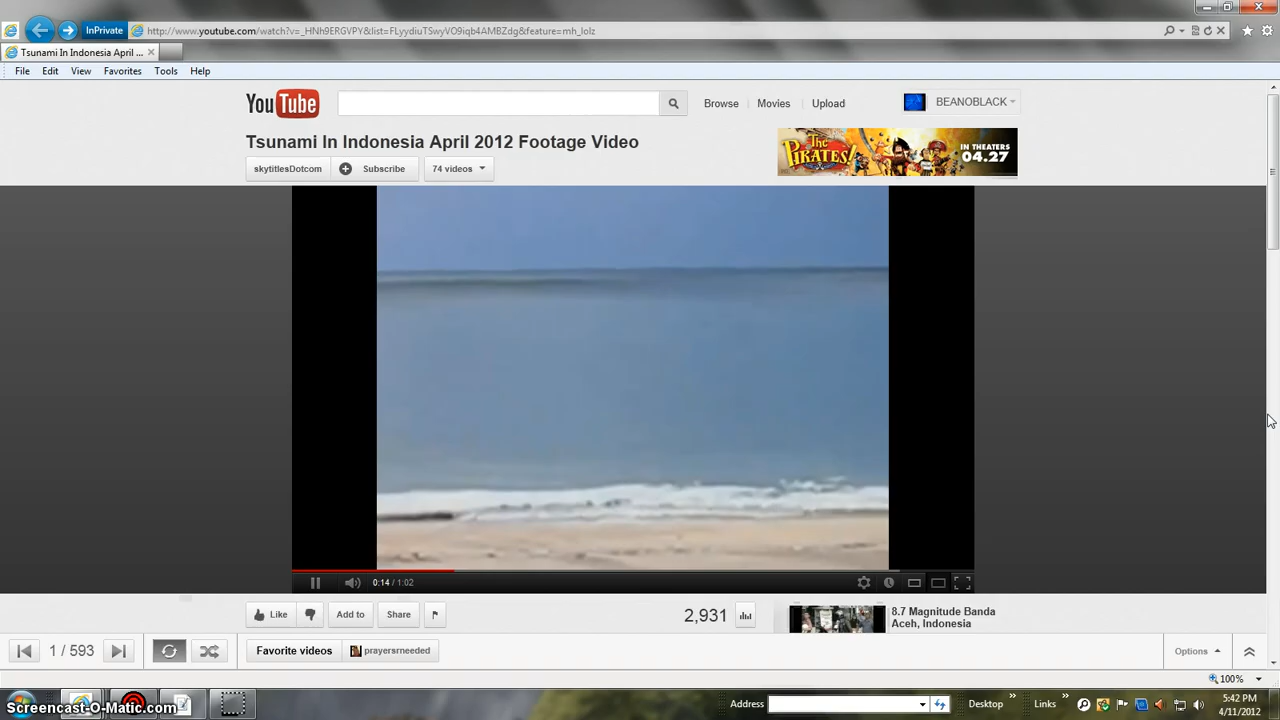 InPrivate
http://www.youtube.com/watch?v=_HNh9ERGVPY&list=FLyydiuTSwyVO9iqb4AMBZdg&feature=mh_lolz
Tsunami In Indonesia April ...
File Edit View Favorites Tools Help
YouTube
Browse Movies Upload
BEANOBLACK
Tsunami In Indonesia April 2012 Footage Video
The PIRATES!
IN THEATERS
04.27
skytitlesDotcom Subscribe 74 videos
0:14 / 1:02
Like Add to Share
2,931
8.7 Magnitude Banda
Aceh, Indonesia
1 / 593
Favorite videos prayersrneeded
Options
100%
Screencast-O-Matic.com
Address
Desktop
Links
5:42 PM
4/11/2012